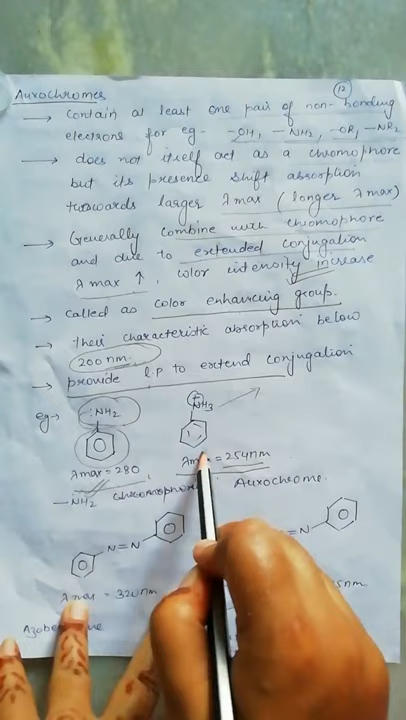 Auxochromes
12
→ contain at least one pair of non-bonding
electrons for eg- -OH, -NH2, -OR, -NR2
→ does not itself act as a chromophore
but its presence shift absorption
towards larger λmax (longer λmax)
→ Generally combine with chromophore
and due to extended conjugation
λmax ↑, color intensity increase
→ called as color enhancing group.
→ their characteristic absorption below
200 nm.
→ provide l.p to extend conjugation
eg→ :NH2
+
NH3
λmax = 280
= 254nm
-NH2
Auxochrome.
N=N
N
λmax = 320nm
5nm